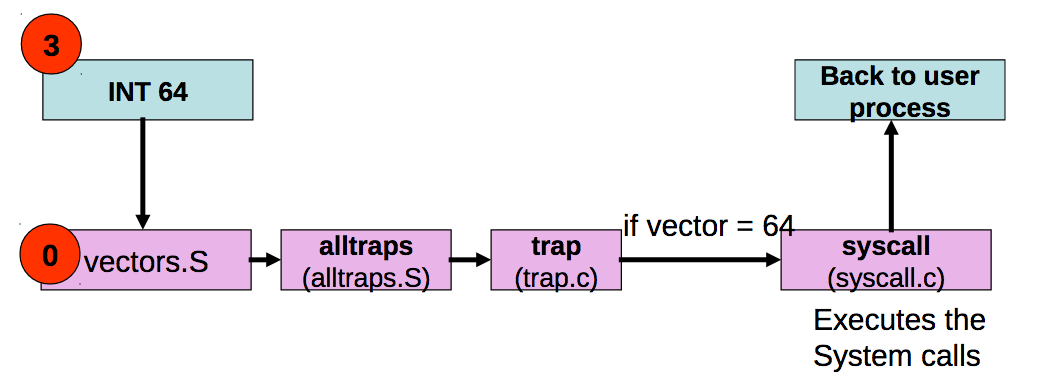 3
INT 64
Back to user
process
0
vectors.S
alltraps
(alltraps.S)
trap
(trap.c)
if vector = 64
syscall
(syscall.c)
Executes the
System calls